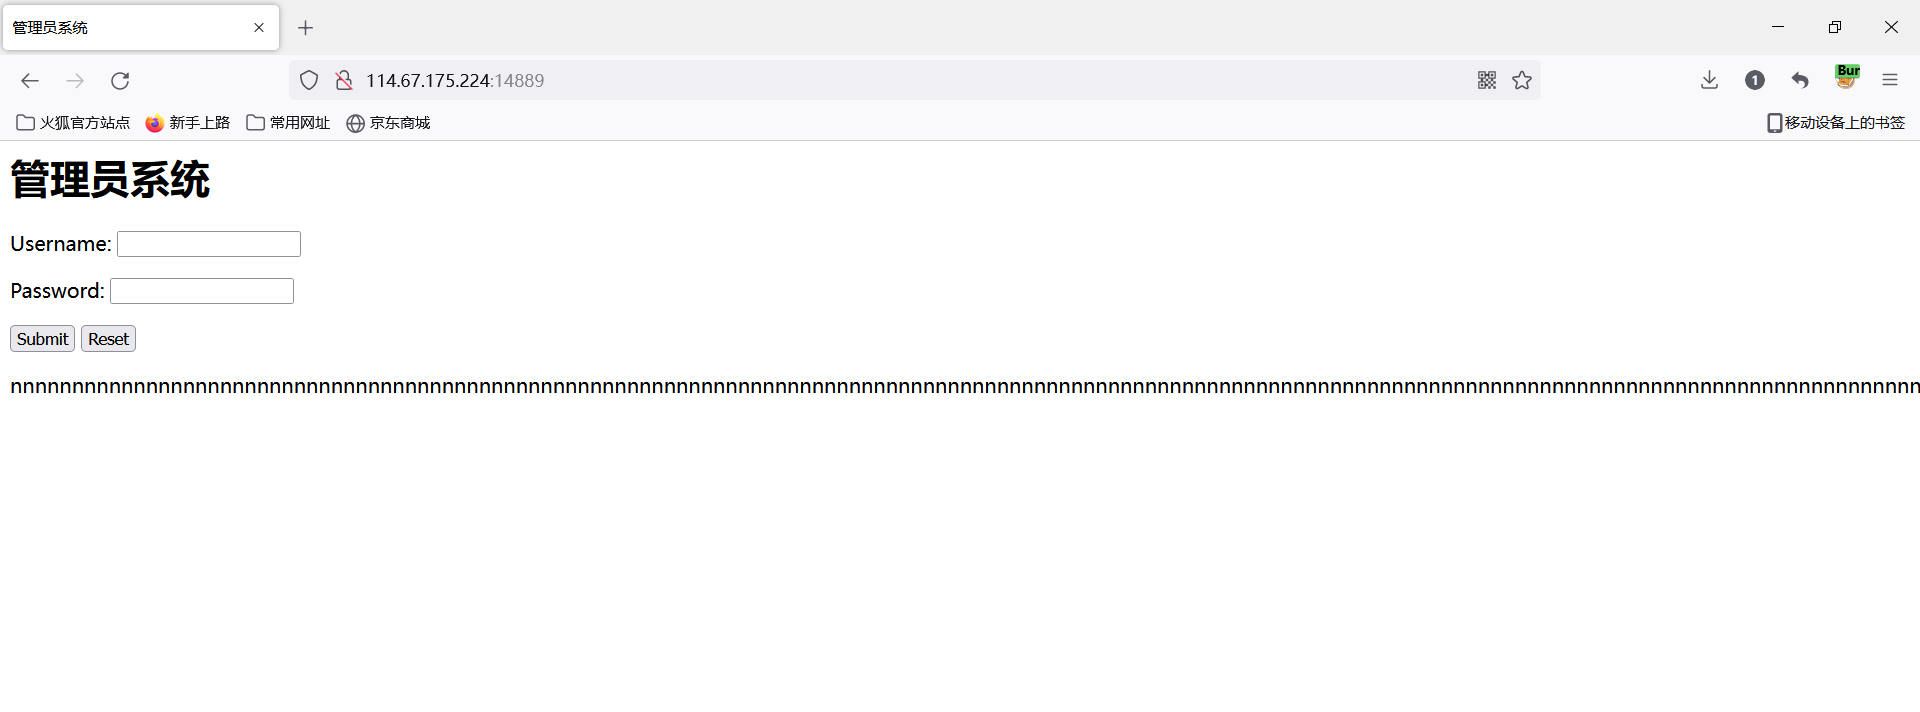 管理员系统
114.67.175.224:14889
1
Bur
火狐官方站点 新手上路 常用网址 京东商城 移动设备上的书签
管理员系统
Username:
Password:
Submit Reset
nnnnnnnnnnnnnnnnnnnnnnnnnnnnnnnnnnnnnnnnnnnnnnnnnnnnnnnnnnnnnnnnnnnnnnnnnnnnnnnnnnnnnnnnnnnnnnnnnnnnnnnnnnnnnnnnnnnnnnnnnnnnnnnnnnnnnnnnnnnnnnnnnnnnnnnnnnnn